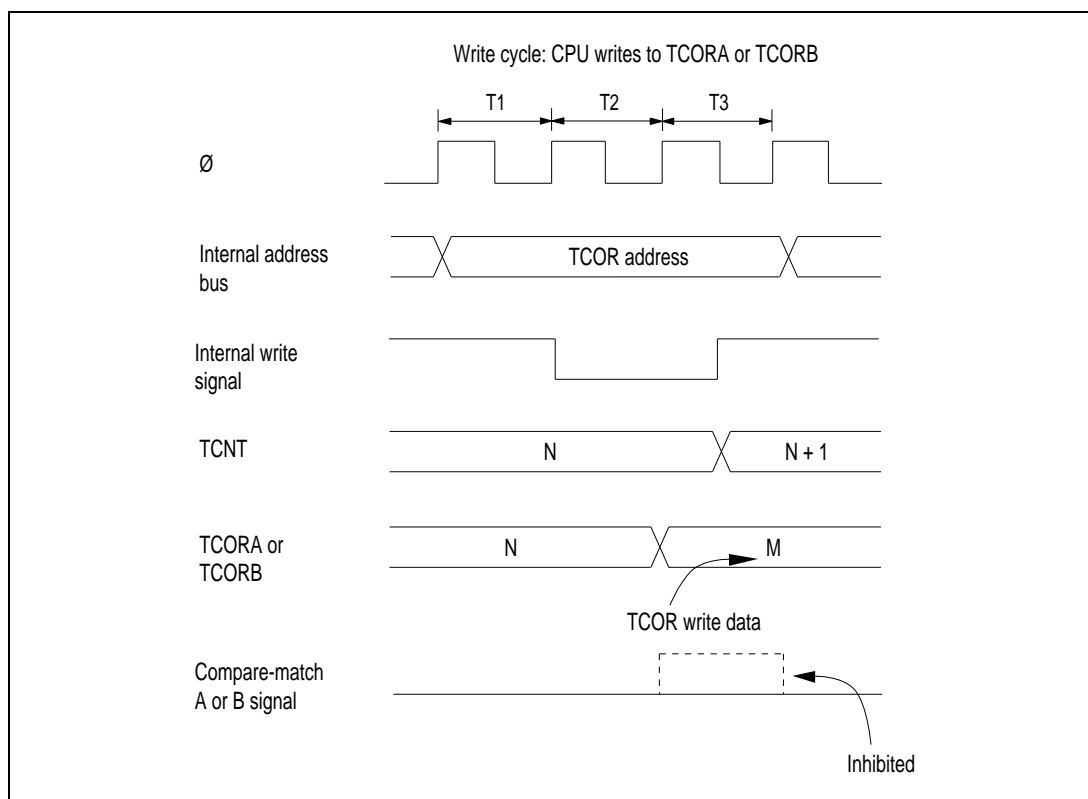 Write cycle: CPU writes to TCORA or TCORB
T1
T2
T3
Ø
Internal address
bus
TCOR address
Internal write
signal
TCNT
N
N + 1
TCORA or
TCORB
N
M
TCOR write data
Compare-match
A or B signal
Inhibited